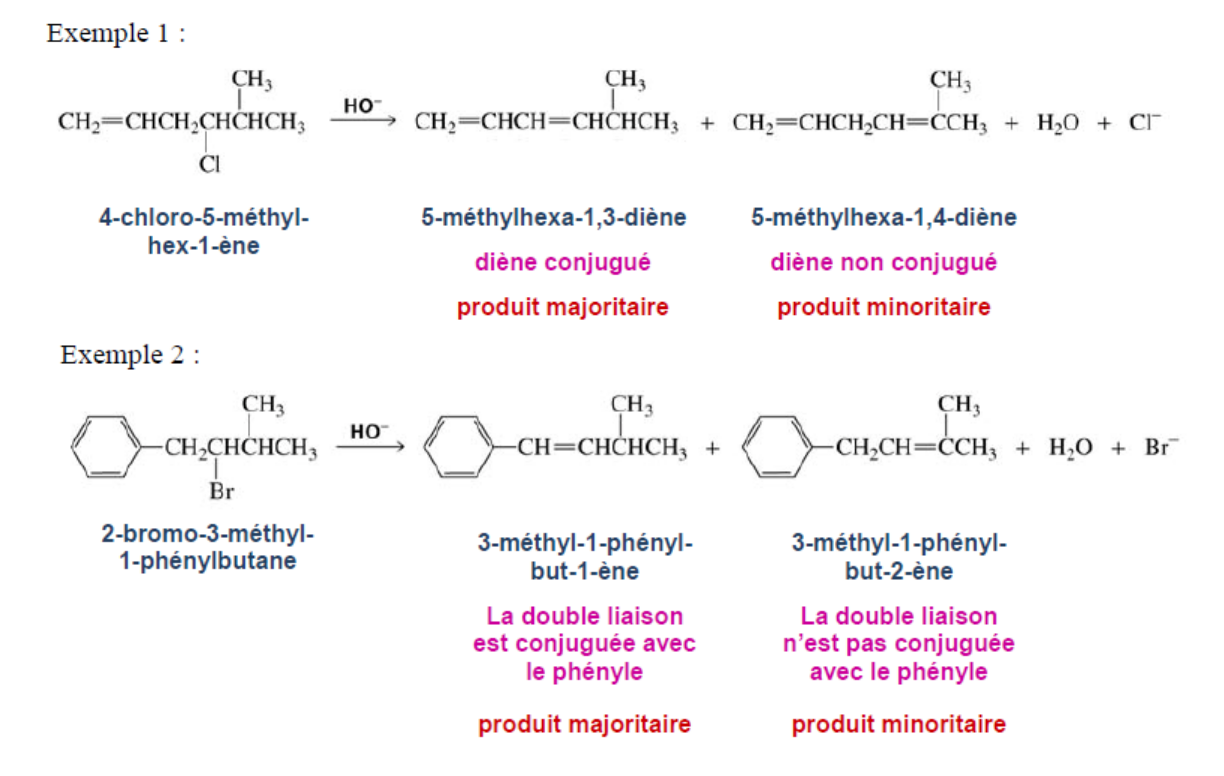 Exemple 1 :
CH₃
CH₂=CHCH₂CHCHCH₃
Cl
HO⁻
CH₃
CH₂=CHCH=CHCHCH₃
+
CH₃
CH₂=CHCH₂CH=CCH₃
+ H₂O + Cl⁻
4-chloro-5-méthyl-
hex-1-ène
5-méthylhexa-1,3-diène
diène conjugué
produit majoritaire
5-méthylhexa-1,4-diène
diène non conjugué
produit minoritaire
Exemple 2 :
CH₃
CH₂CHCHCH₃
Br
HO⁻
CH₃
CH=CHCHCH₃
+
CH₃
CH₂CH=CCH₃
+ H₂O + Br⁻
2-bromo-3-méthyl-
1-phénylbutane
3-méthyl-1-phényl-
but-1-ène
La double liaison
est conjuguée avec
le phényle
produit majoritaire
3-méthyl-1-phényl-
but-2-ène
La double liaison
n’est pas conjuguée
avec le phényle
produit minoritaire